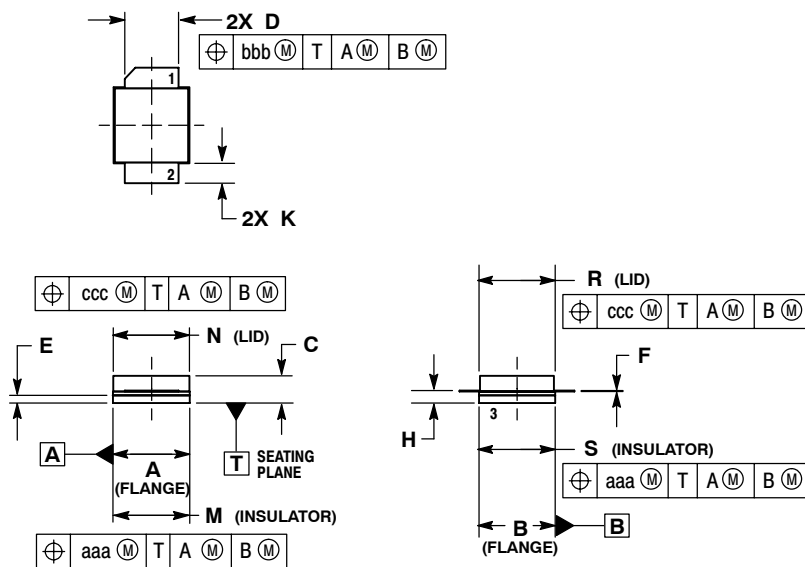 2X D
⌖ bbb Ⓜ T A Ⓜ B Ⓜ
1
2
2X K
⌖ ccc Ⓜ T A Ⓜ B Ⓜ
R (LID)
⌖ ccc Ⓜ T A Ⓜ B Ⓜ
E
N (LID)
C
F
3
H
A
A
(FLANGE)
T
SEATING
PLANE
S (INSULATOR)
⌖ aaa Ⓜ T A Ⓜ B Ⓜ
M (INSULATOR)
B
(FLANGE)
B
⌖ aaa Ⓜ T A Ⓜ B Ⓜ